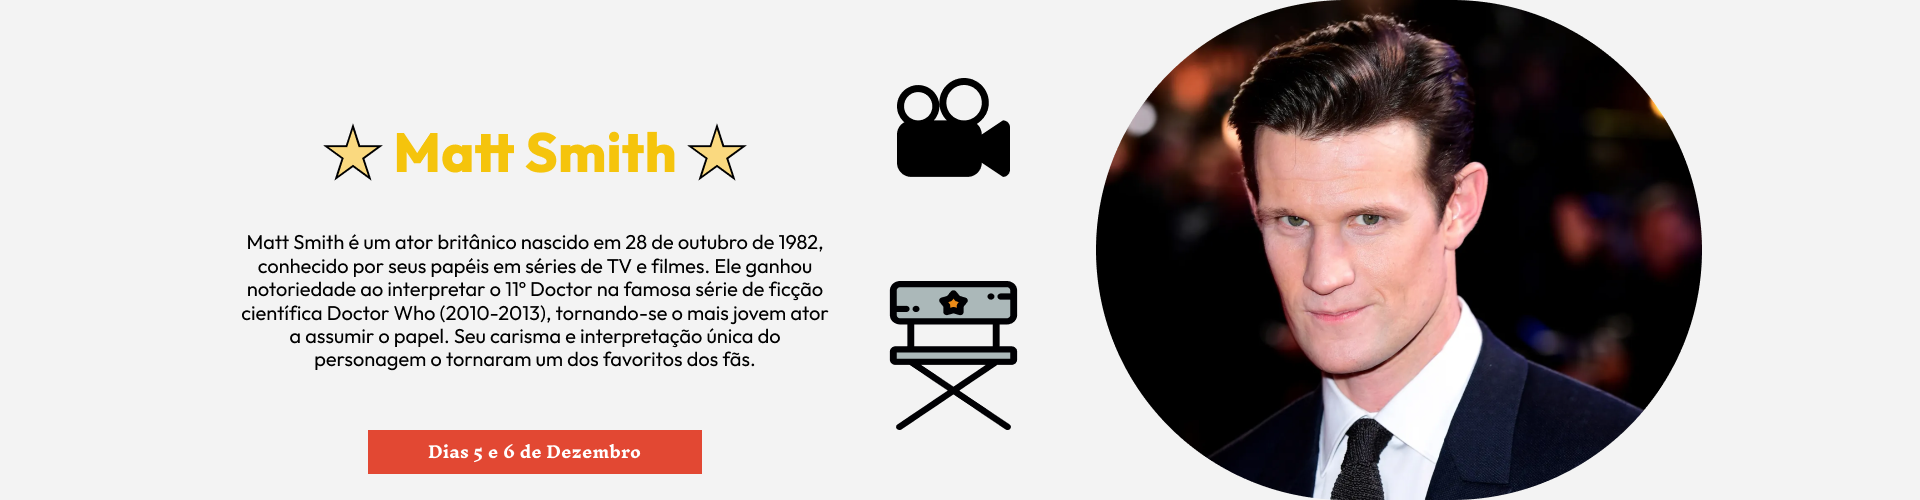 Matt Smith
Matt Smith é um ator britânico nascido em 28 de outubro de 1982,
conhecido por seus papéis em séries de TV e filmes. Ele ganhou
notoriedade ao interpretar o 11º Doctor na famosa série de ficção
científica Doctor Who (2010-2013), tornando-se o mais jovem ator
a assumir o papel. Seu carisma e interpretação única do
personagem o tornaram um dos favoritos dos fãs.
Dias 5 e 6 de Dezembro